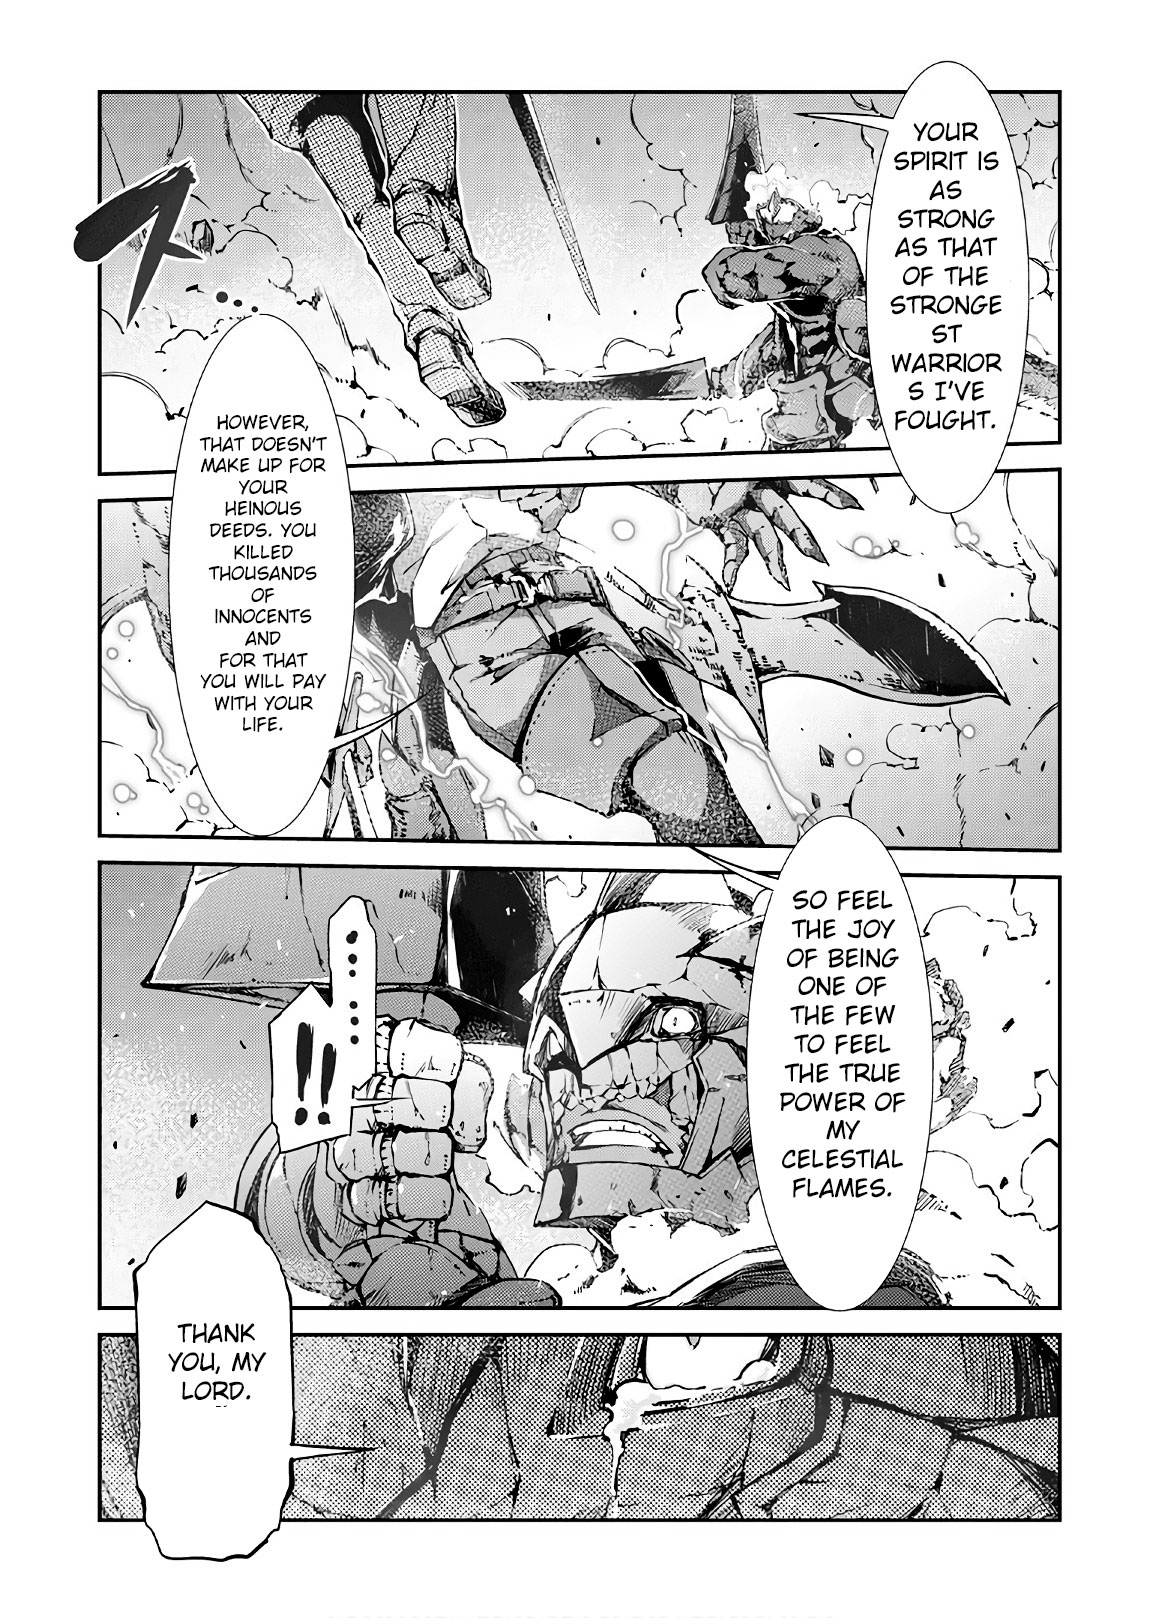 YOUR
SPIRIT IS
AS
STRONG
AS THAT
OF THE
STRONGE
ST
WARRIOR
S I'VE
FOUGHT.
ス
HOWEVER,
THAT DOESN'T
MAKE UP FOR
YOUR
HEINOUS
DEEDS. YOU
KILLED
THOUSANDS
OF
INNOCENTS
AND
FOR THAT
YOU WILL PAY
WITH YOUR
LIFE.
SO FEEL
THE JOY
OF BEING
ONE OF
THE FEW
TO FEEL
THE TRUE
POWER OF
MY
CELESTIAL
FLAMES.
......
!!
THANK
YOU, MY
LORD.